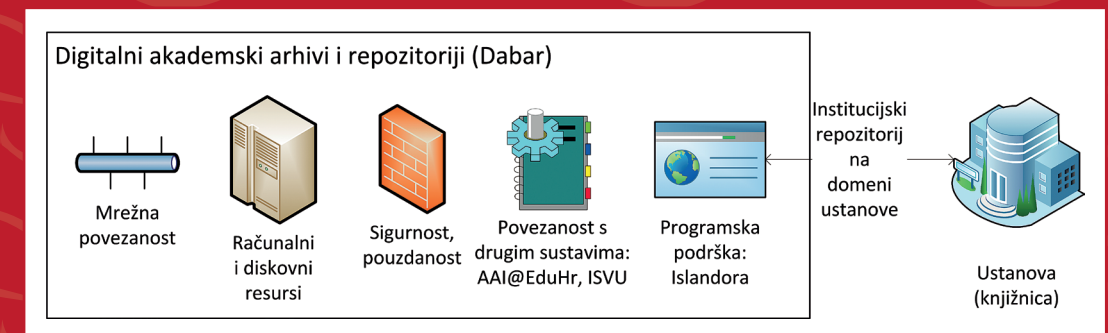 Digitalni akademski arhivi i repozitoriji (Dabar)
Mrežna
povezanost
Računalni
i diskovni
resursi
Sigurnost,
pouzdanost
Povezanost s
drugim sustavima:
AAI@EduHr, ISVU
Programska
podrška:
Islandora
Institucijski
repozitorij
na
domeni
ustanove
Ustanova
(knjižnica)